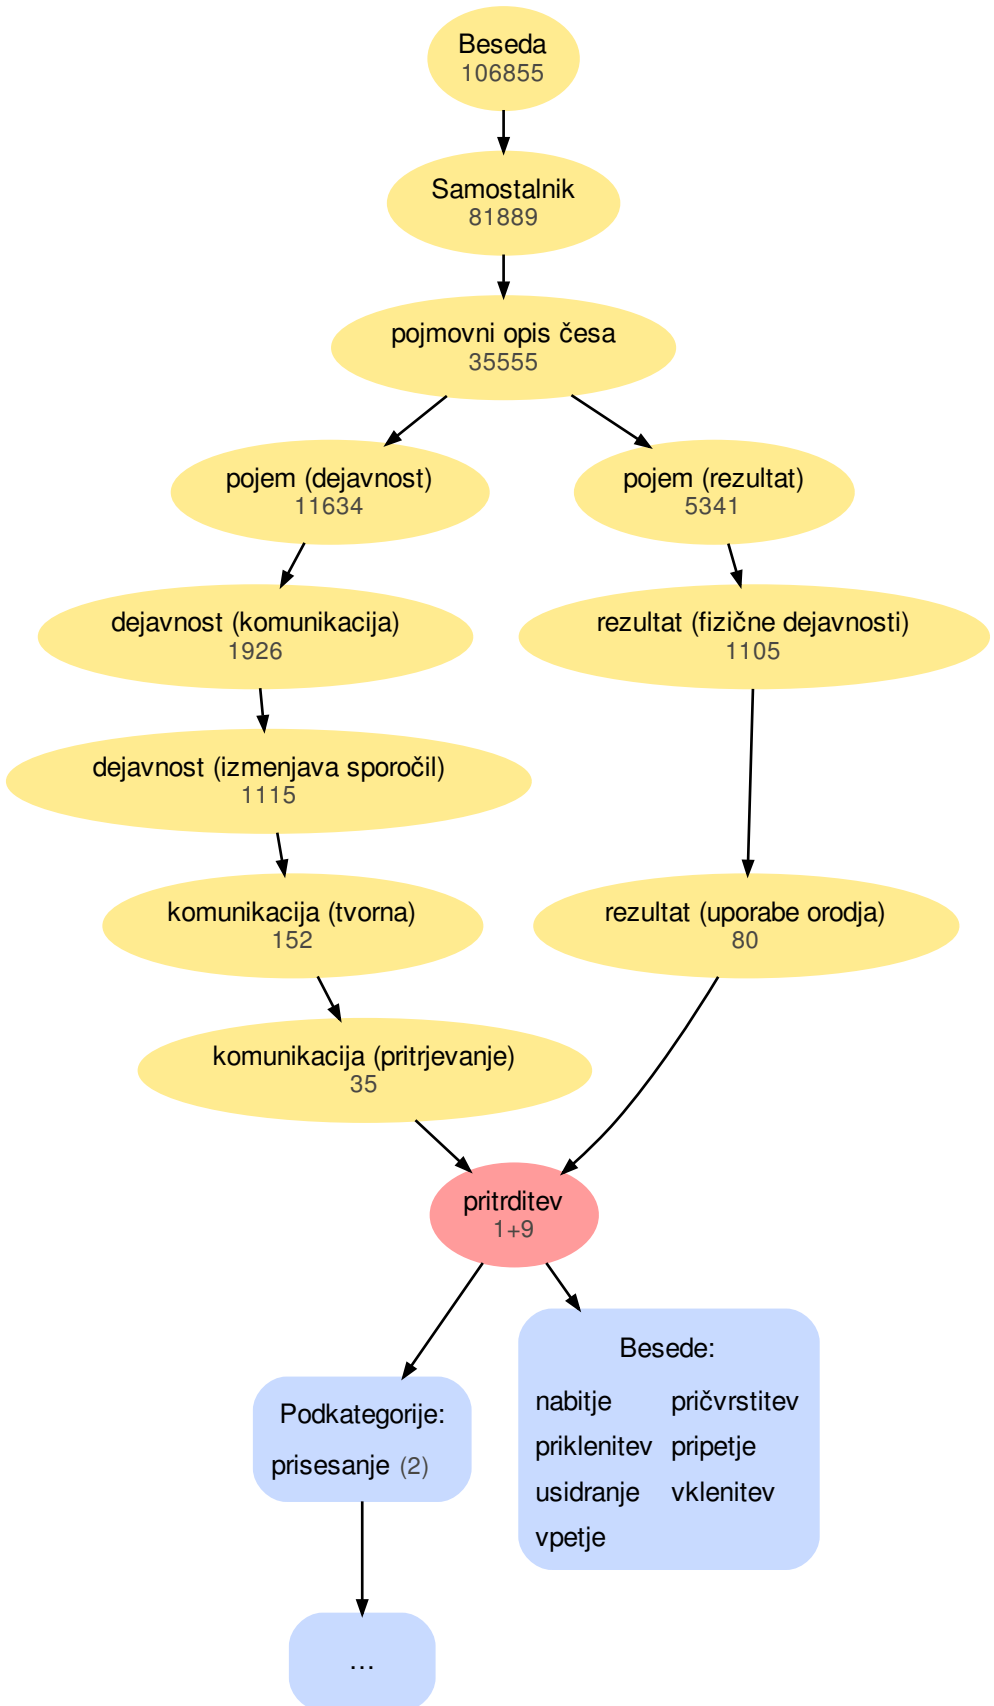 Beseda
106855
Samostalnik
81889
pojmovni opis česa
35555
pojem (dejavnost)
11634
pojem (rezultat)
5341
dejavnost (komunikacija)
1926
rezultat (fizične dejavnosti)
1105
dejavnost (izmenjava sporočil)
1115
komunikacija (tvorna)
152
rezultat (uporabe orodja)
80
komunikacija (pritrjevanje)
35
pritrditev
1+9
Podkategorije:
prisesanje (2)
Besede:
nabitje pričvrstitev
priklenitev pripetje
usidranje vklenitev
vpetje
…